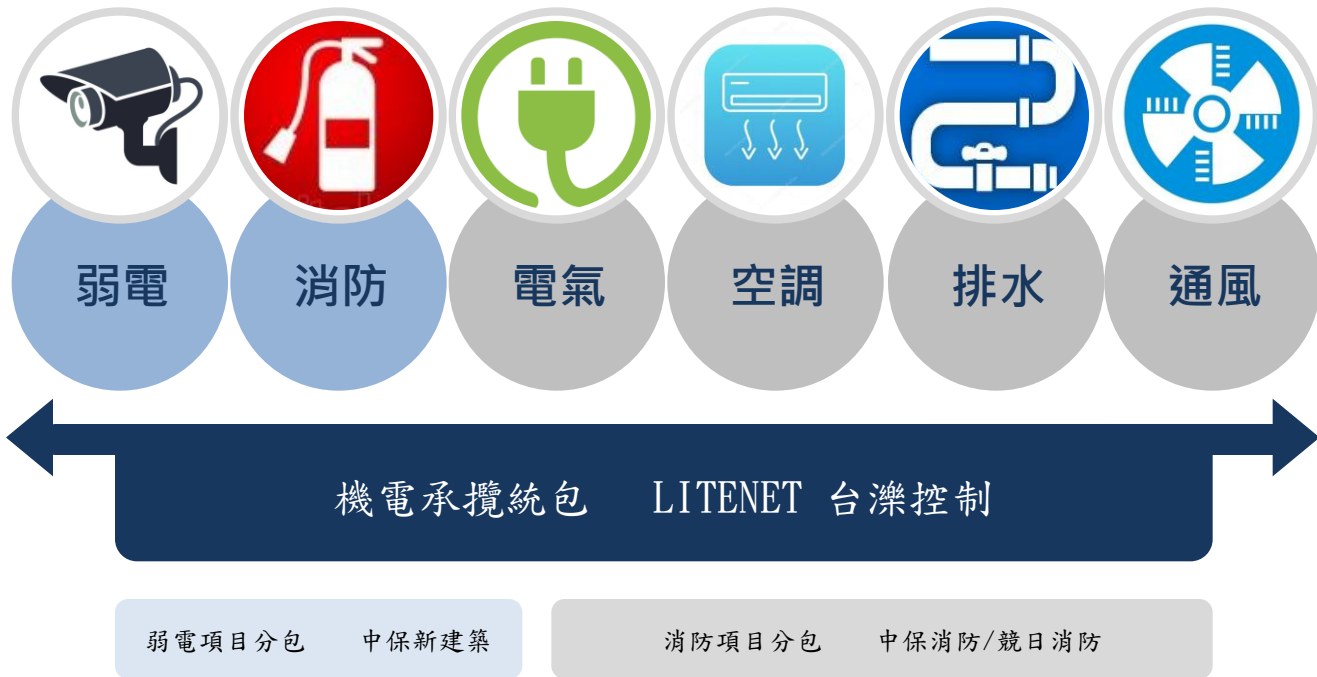 弱電 消防 電氣 空調 排水 通風
機電承攬統包 LITENET 台濼控制
弱電項目分包 中保新建築
消防項目分包 中保消防/競日消防